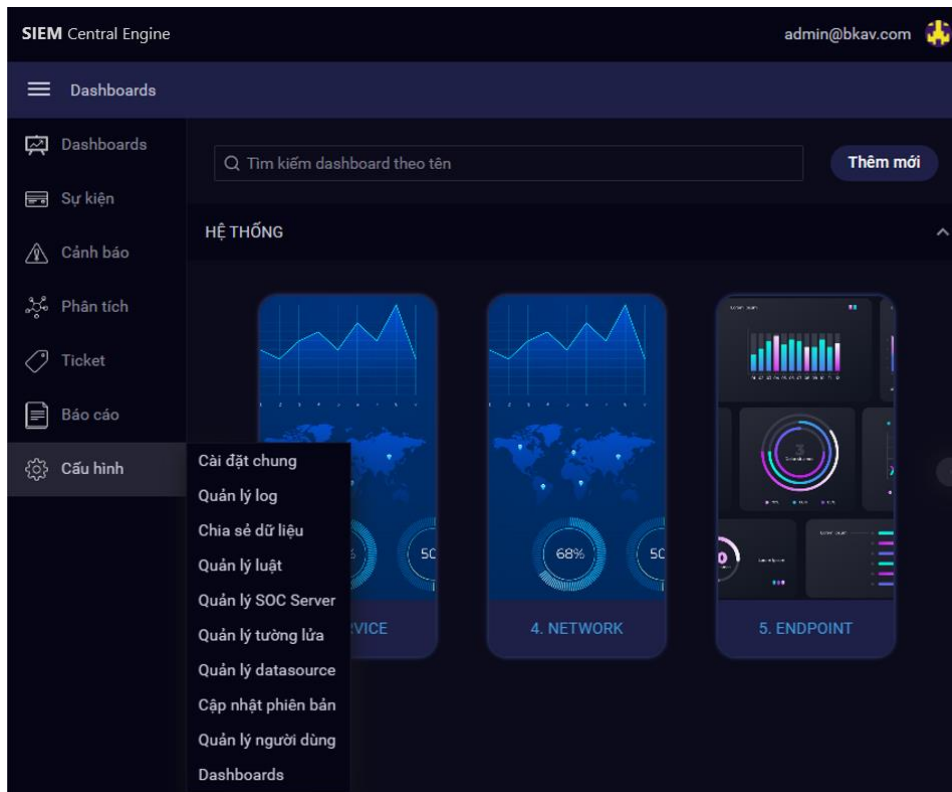 SIEM Central Engine
admin@bkav.com
Dashboards
Dashboards
Sự kiện
Cảnh báo
Phân tích
Ticket
Báo cáo
Cấu hình
Tìm kiếm dashboard theo tên
Thêm mới
HỆ THỐNG
Cài đặt chung
Quản lý log
Chia sẻ dữ liệu
Quản lý luật
Quản lý SOC Server
Quản lý tường lửa
Quản lý datasource
Cập nhật phiên bản
Quản lý người dùng
Dashboards
50
68%
50
4. NETWORK
3
5. ENDPOINT